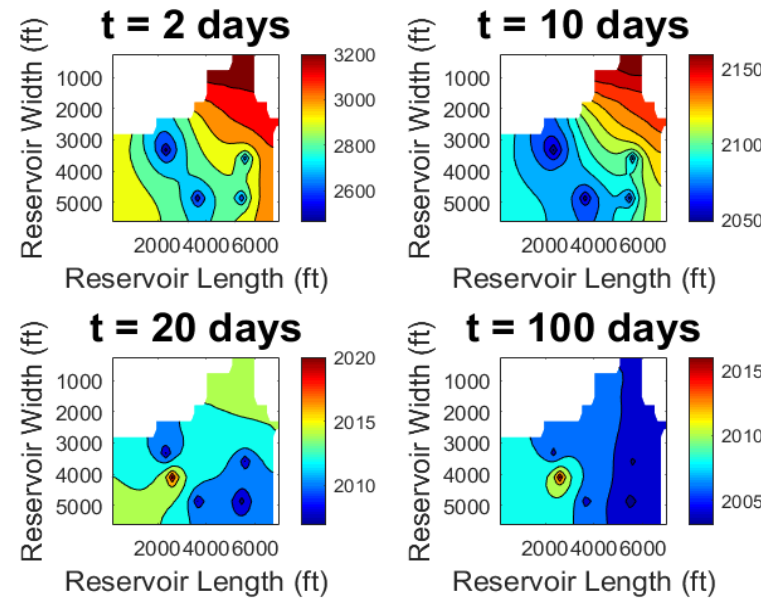 t = 2 days
Reservoir Width (ft)
1000
2000
3000
4000
5000
2000 4000 6000
Reservoir Length (ft)
3200
3000
2800
2600
t = 10 days
Reservoir Width (ft)
1000
2000
3000
4000
5000
2000 4000 6000
Reservoir Length (ft)
2150
2100
2050
t = 20 days
Reservoir Width (ft)
1000
2000
3000
4000
5000
2000 4000 6000
Reservoir Length (ft)
2020
2015
2010
t = 100 days
Reservoir Width (ft)
1000
2000
3000
4000
5000
2000 4000 6000
Reservoir Length (ft)
2015
2010
2005